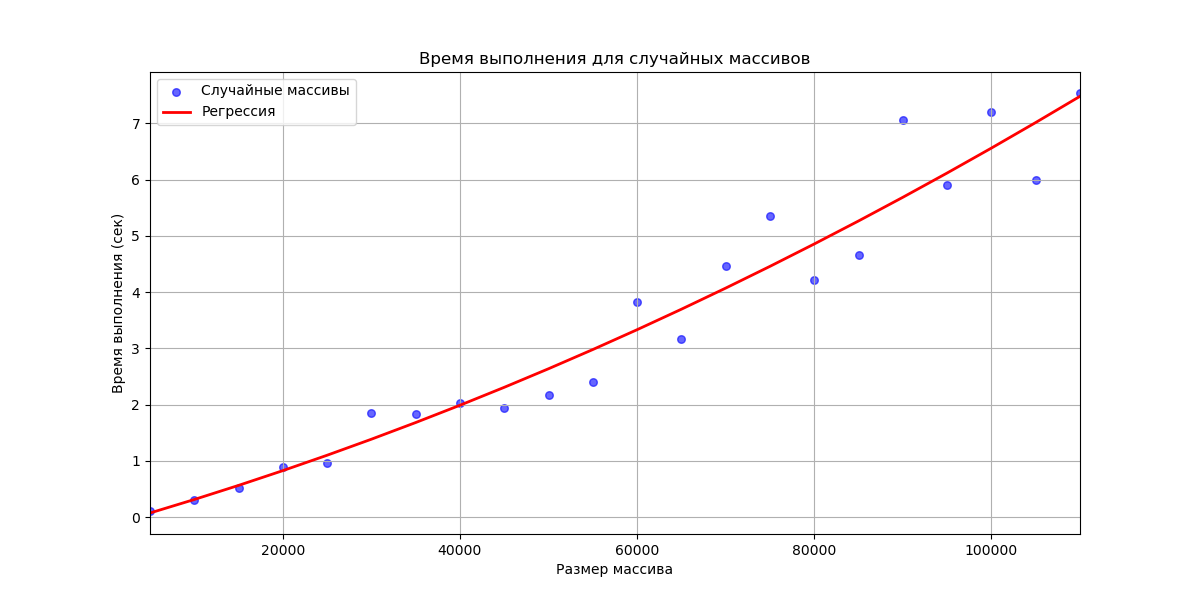 Время выполнения для случайных массивов
Случайные массивы
Регрессия
Время выполнения (сек)
7
6
5
4
3
2
1
0
20000
40000
60000
80000
100000
Размер массива